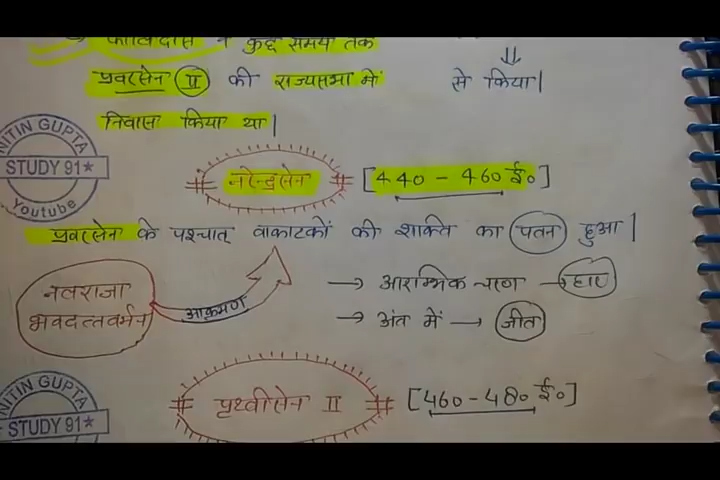 → कालिदास ने कुछ समय तक
⇓
प्रवरसेन II की राज्यसभा में
से किया|
निवास किया था|
NITIN GUPTA
STUDY 91★
Youtube
नरेन्द्रसेन [440 - 460 ई०]
प्रवरसेन के पश्चात् वाकाटकों की शक्ति का पतन हुआ|
नलराजा
भवदत्तवर्मन
आक्रमण
→ आरम्भिक चरण → हार
→ अंत में → जीत
पृथ्वीसेन II [460 - 480 ई०]
NITIN GUPTA
STUDY 91★